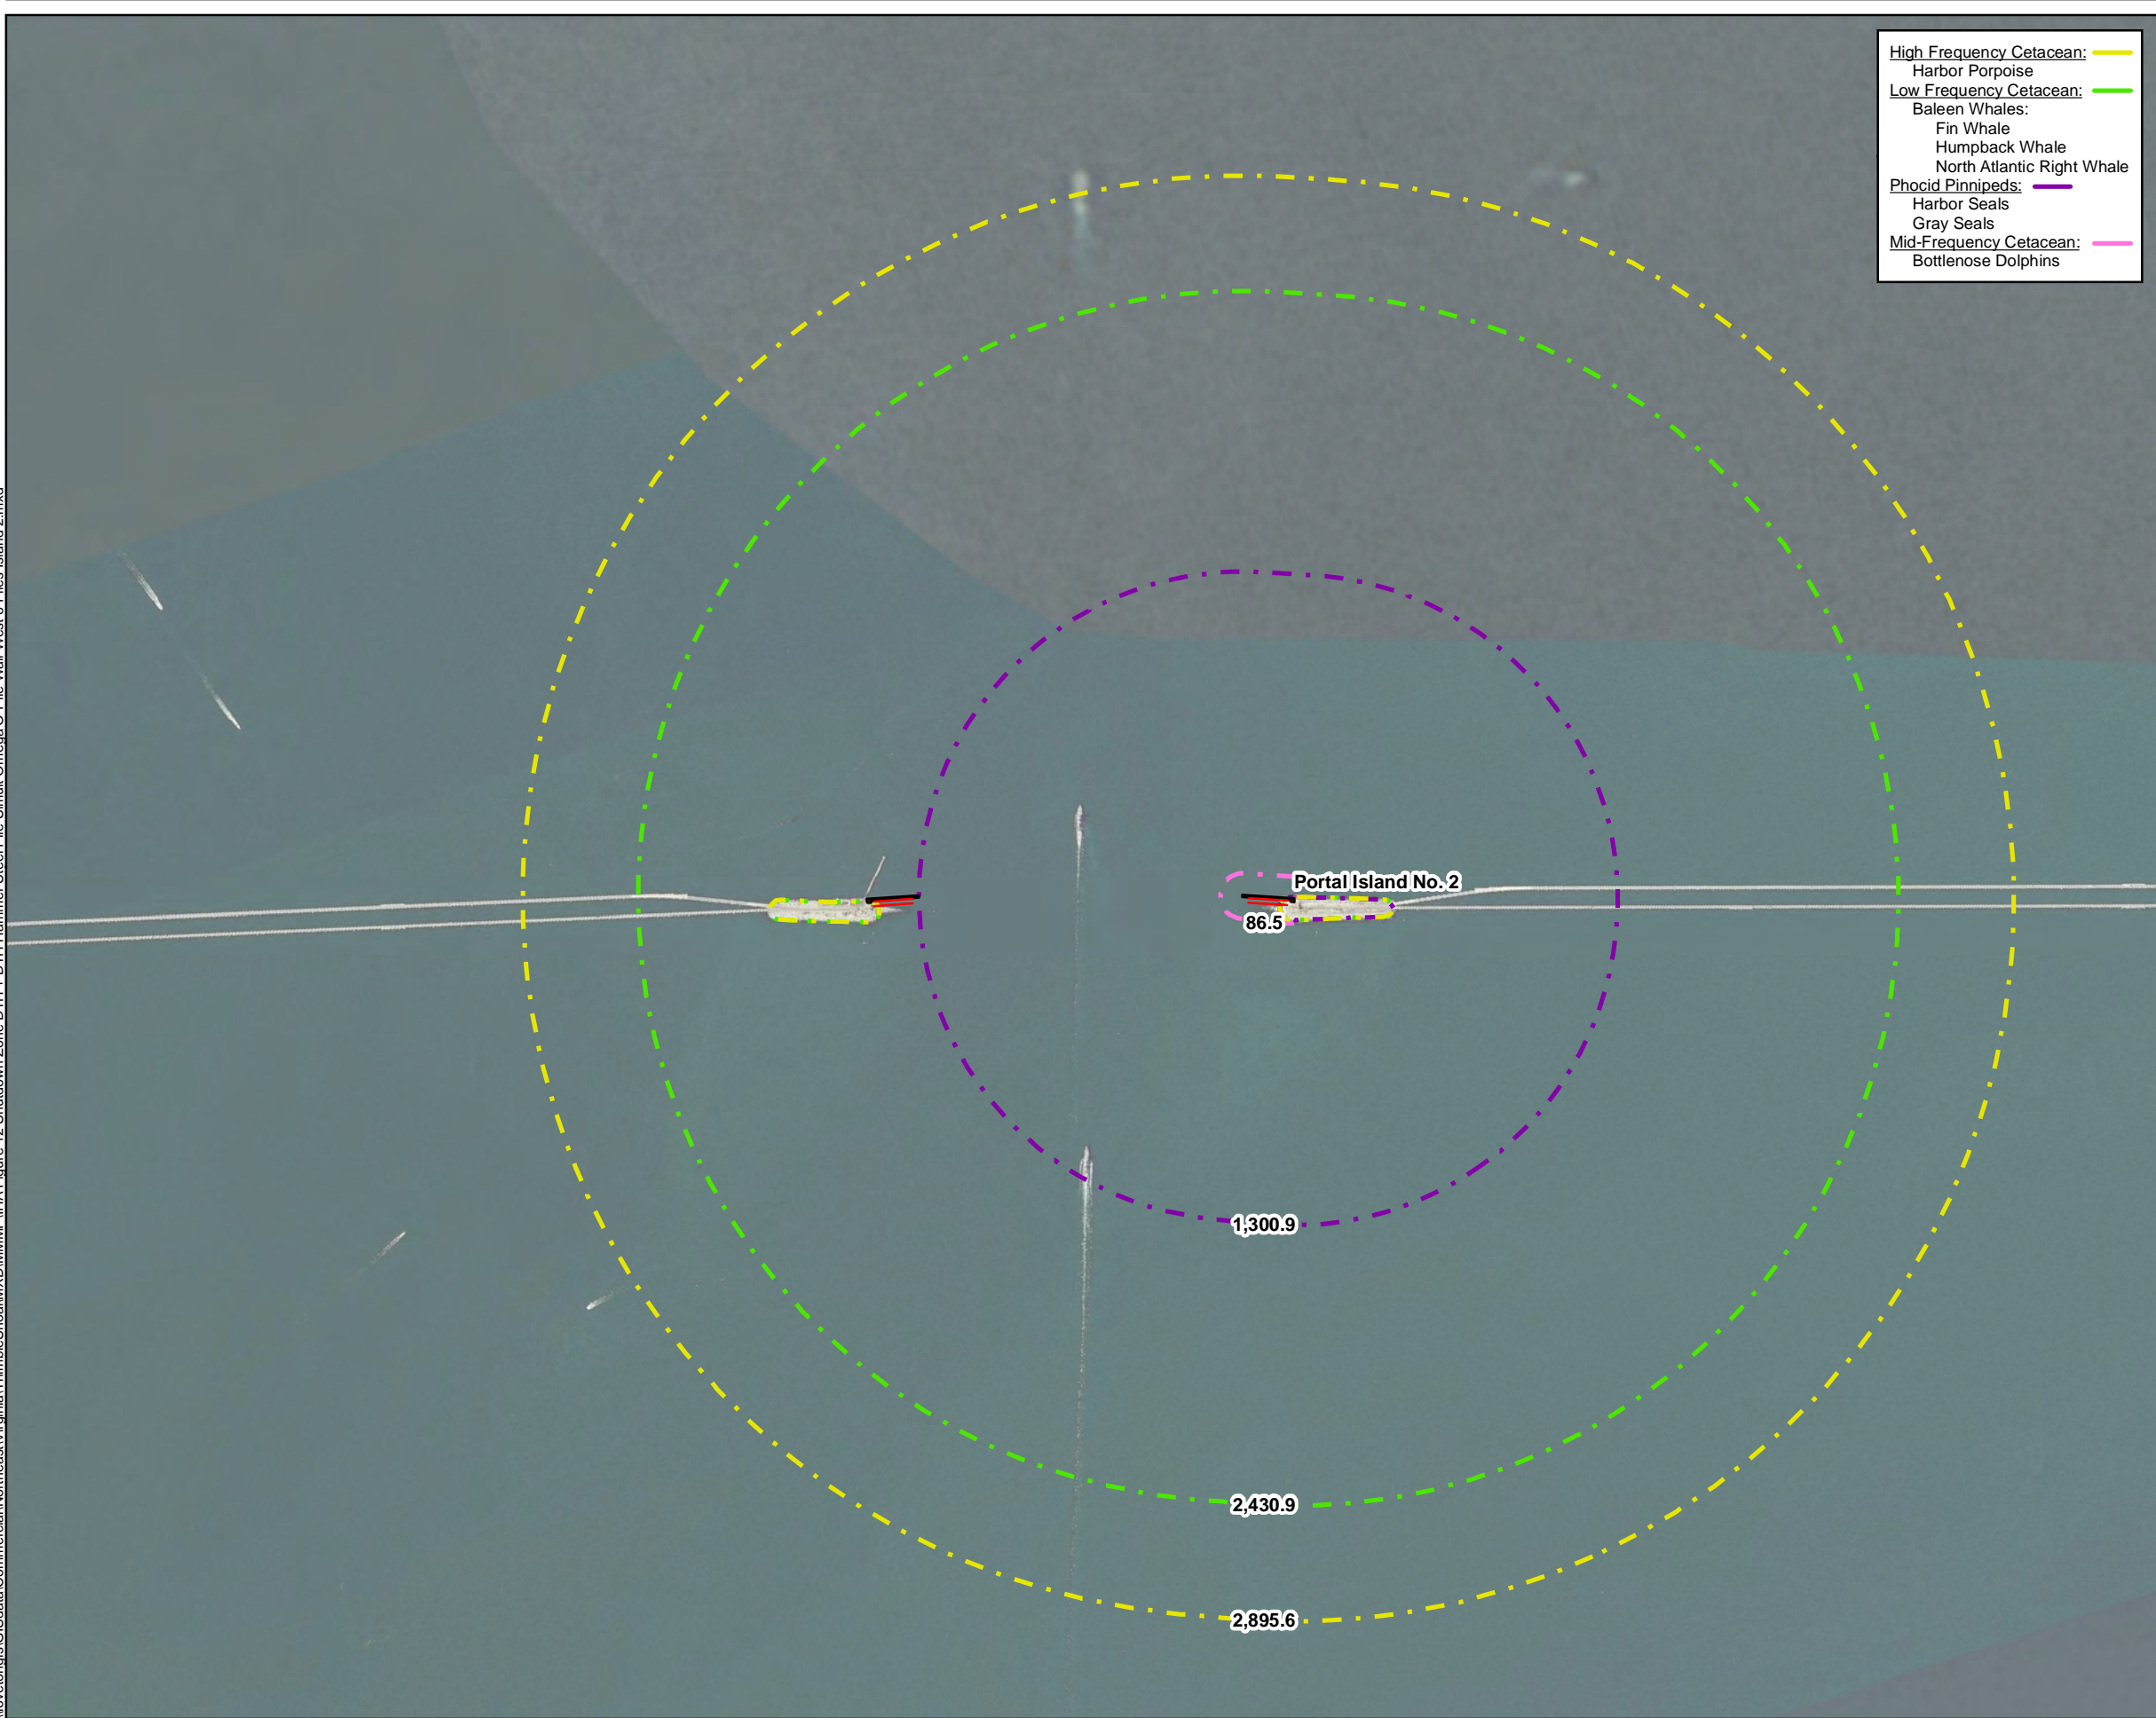 High Frequency Cetacean:
Harbor Porpoise
Low Frequency Cetacean:
Baleen Whales:
Fin Whale
Humpback Whale
North Atlantic Right Whale
Phocid Pinnipeds:
Harbor Seals
Gray Seals
Mid-Frequency Cetacean:
Bottlenose Dolphins
Portal Island No. 2
86.5
1,300.9
2,430.9
2,895.6